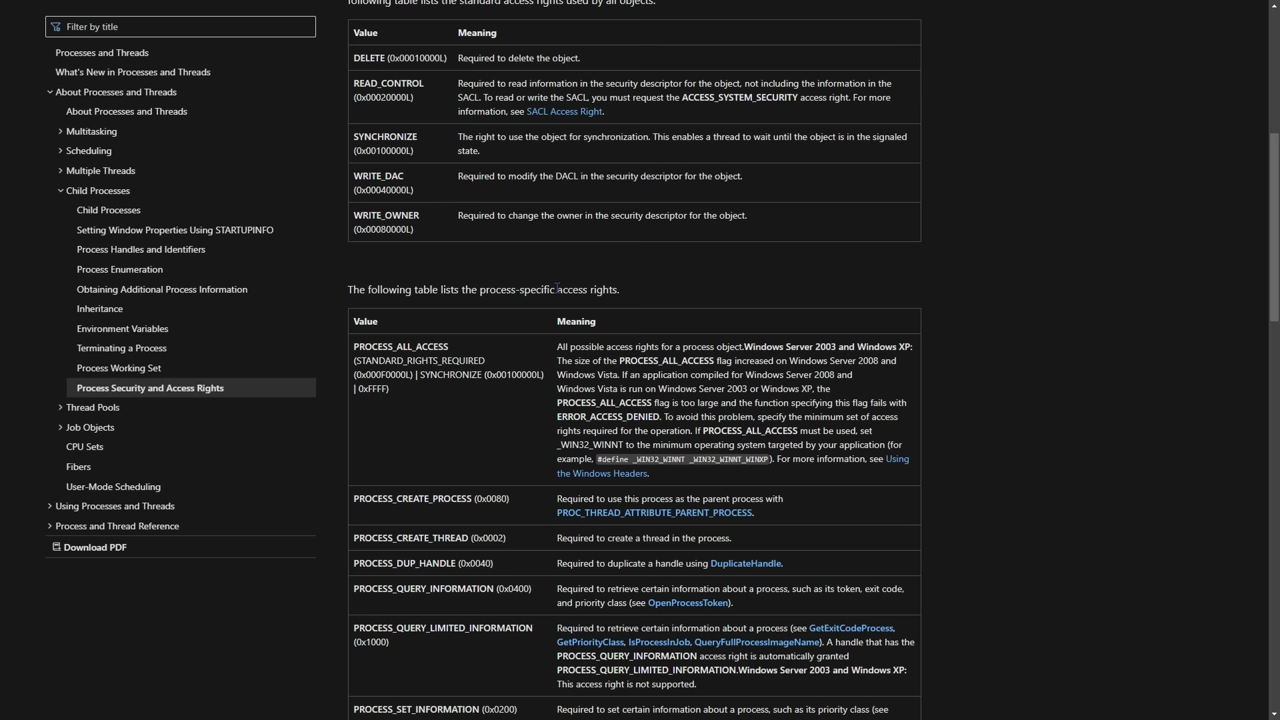 Filter by title
Processes and Threads
What's New in Processes and Threads
About Processes and Threads
About Processes and Threads
Multitasking
Scheduling
Multiple Threads
Child Processes
Child Processes
Setting Window Properties Using STARTUPINFO
Process Handles and Identifiers
Process Enumeration
Obtaining Additional Process Information
Inheritance
Environment Variables
Terminating a Process
Process Working Set
Process Security and Access Rights
Thread Pools
Job Objects
CPU Sets
Fibers
User-Mode Scheduling
Using Processes and Threads
Process and Thread Reference
Download PDF
following table lists the standard access rights used by all objects.
Value Meaning
DELETE (0x00010000L) Required to delete the object.
READ_CONTROL Required to read information in the security descriptor for the object, not including the information in the
(0x00020000L) SACL. To read or write the SACL, you must request the ACCESS_SYSTEM_SECURITY access right. For more
information, see SACL Access Right.
SYNCHRONIZE The right to use the object for synchronization. This enables a thread to wait until the object is in the signaled
(0x00100000L) state.
WRITE_DAC Required to modify the DACL in the security descriptor for the object.
(0x00040000L)
WRITE_OWNER Required to change the owner in the security descriptor for the object.
(0x00080000L)
The following table lists the process-specific access rights.
Value Meaning
PROCESS_ALL_ACCESS All possible access rights for a process object.Windows Server 2003 and Windows XP:
(STANDARD_RIGHTS_REQUIRED The size of the PROCESS_ALL_ACCESS flag increased on Windows Server 2008 and
(0x000F0000L) | SYNCHRONIZE (0x00100000L) Windows Vista. If an application compiled for Windows Server 2008 and
| 0xFFFF) Windows Vista is run on Windows Server 2003 or Windows XP, the
PROCESS_ALL_ACCESS flag is too large and the function specifying this flag fails with
ERROR_ACCESS_DENIED. To avoid this problem, specify the minimum set of access
rights required for the operation. If PROCESS_ALL_ACCESS must be used, set
_WIN32_WINNT to the minimum operating system targeted by your application (for
example, #define _WIN32_WINNT _WIN32_WINNT_WINXP). For more information, see Using
the Windows Headers.
PROCESS_CREATE_PROCESS (0x0080) Required to use this process as the parent process with
PROC_THREAD_ATTRIBUTE_PARENT_PROCESS.
PROCESS_CREATE_THREAD (0x0002) Required to create a thread in the process.
PROCESS_DUP_HANDLE (0x0040) Required to duplicate a handle using DuplicateHandle.
PROCESS_QUERY_INFORMATION (0x0400) Required to retrieve certain information about a process, such as its token, exit code,
and priority class (see OpenProcessToken).
PROCESS_QUERY_LIMITED_INFORMATION Required to retrieve certain information about a process (see GetExitCodeProcess,
(0x1000) GetPriorityClass, IsProcessInJob, QueryFullProcessImageName). A handle that has the
PROCESS_QUERY_INFORMATION access right is automatically granted
PROCESS_QUERY_LIMITED_INFORMATION.Windows Server 2003 and Windows XP:
This access right is not supported.
PROCESS_SET_INFORMATION (0x0200) Required to set certain information about a process, such as its priority class (see